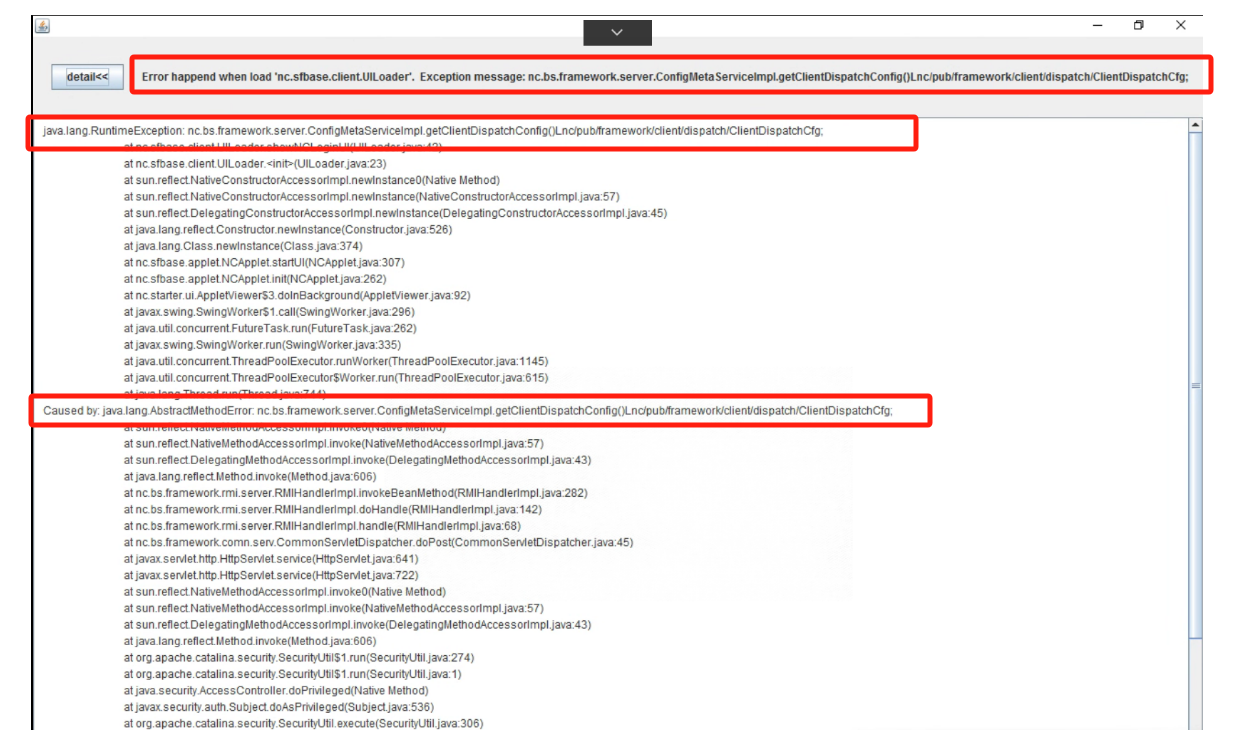 detail<<
Error happend when load 'nc.sfbase.client.UILoader'. Exception message: nc.bs.framework.server.ConfigMetaServiceImpl.getClientDispatchConfig()Lnc/pub/framework/client/dispatch/ClientDispatchCfg;
java.lang.RuntimeException: nc.bs.framework.server.ConfigMetaServiceImpl.getClientDispatchConfig()Lnc/pub/framework/client/dispatch/ClientDispatchCfg;
at nc.sfbase.client.UILoader.showNCLoginUI(UILoader.java:42)
at nc.sfbase.client.UILoader.<init>(UILoader.java:23)
at sun.reflect.NativeConstructorAccessorImpl.newInstance0(Native Method)
at sun.reflect.NativeConstructorAccessorImpl.newInstance(NativeConstructorAccessorImpl.java:57)
at sun.reflect.DelegatingConstructorAccessorImpl.newInstance(DelegatingConstructorAccessorImpl.java:45)
at java.lang.reflect.Constructor.newInstance(Constructor.java:526)
at java.lang.Class.newInstance(Class.java:374)
at nc.sfbase.applet.NCApplet.startUI(NCApplet.java:307)
at nc.sfbase.applet.NCApplet.init(NCApplet.java:262)
at nc.starter.ui.AppletViewer$3.doInBackground(AppletViewer.java:92)
at javax.swing.SwingWorker$1.call(SwingWorker.java:296)
at java.util.concurrent.FutureTask.run(FutureTask.java:262)
at javax.swing.SwingWorker.run(SwingWorker.java:335)
at java.util.concurrent.ThreadPoolExecutor.runWorker(ThreadPoolExecutor.java:1145)
at java.util.concurrent.ThreadPoolExecutor$Worker.run(ThreadPoolExecutor.java:615)
at java.lang.Thread.run(Thread.java:744)
Caused by: java.lang.AbstractMethodError: nc.bs.framework.server.ConfigMetaServiceImpl.getClientDispatchConfig()Lnc/pub/framework/client/dispatch/ClientDispatchCfg;
at sun.reflect.NativeMethodAccessorImpl.invoke0(Native Method)
at sun.reflect.NativeMethodAccessorImpl.invoke(NativeMethodAccessorImpl.java:57)
at sun.reflect.DelegatingMethodAccessorImpl.invoke(DelegatingMethodAccessorImpl.java:43)
at java.lang.reflect.Method.invoke(Method.java:606)
at nc.bs.framework.rmi.server.RMIHandlerImpl.invokeBeanMethod(RMIHandlerImpl.java:282)
at nc.bs.framework.rmi.server.RMIHandlerImpl.doHandle(RMIHandlerImpl.java:142)
at nc.bs.framework.rmi.server.RMIHandlerImpl.handle(RMIHandlerImpl.java:68)
at nc.bs.framework.comn.serv.CommonServletDispatcher.doPost(CommonServletDispatcher.java:45)
at javax.servlet.http.HttpServlet.service(HttpServlet.java:641)
at javax.servlet.http.HttpServlet.service(HttpServlet.java:722)
at sun.reflect.NativeMethodAccessorImpl.invoke0(Native Method)
at sun.reflect.NativeMethodAccessorImpl.invoke(NativeMethodAccessorImpl.java:57)
at sun.reflect.DelegatingMethodAccessorImpl.invoke(DelegatingMethodAccessorImpl.java:43)
at java.lang.reflect.Method.invoke(Method.java:606)
at org.apache.catalina.security.SecurityUtil$1.run(SecurityUtil.java:274)
at org.apache.catalina.security.SecurityUtil$1.run(SecurityUtil.java:1)
at java.security.AccessController.doPrivileged(Native Method)
at javax.security.auth.Subject.doAsPrivileged(Subject.java:536)
at org.apache.catalina.security.SecurityUtil.execute(SecurityUtil.java:306)